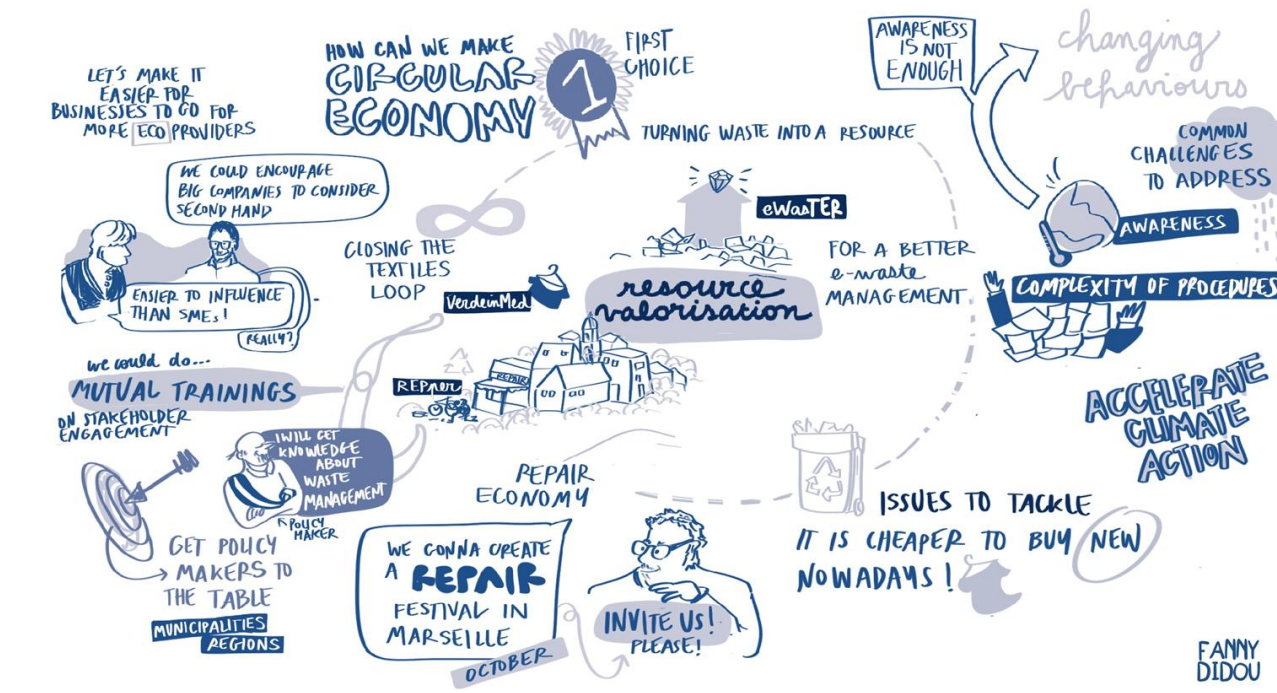 HOW CAN WE MAKE
CIRCULAR
ECONOMY
1
FIRST
CHOICE
LET'S MAKE IT
EASIER FOR
BUSINESSES TO GO FOR
MORE ECO PROVIDERS
WE COULD ENCOURAGE
BIG COMPANIES TO CONSIDER
SECOND HAND
EASIER TO INFLUENCE
THAN SMEs!
REALLY?
we could do...
MUTUAL TRAININGS
ON STAKEHOLDER
ENGAGEMENT
I WILL GET
KNOWLEDGE
ABOUT
WASTE
MANAGEMENT
POLICY
MAKER
GET POLICY
MAKERS TO
THE TABLE
MUNICIPALITIES
REGIONS
CLOSING THE
TEXTILES
LOOP
VerdeinMed
TURNING WASTE INTO A RESOURCE
eWasTER
FOR A BETTER
e-waste
MANAGEMENT
resource
valorisation
REPAIR
REPAIR
REPAIR
ECONOMY
WE GONNA CREATE
A REPAIR
FESTIVAL IN
MARSEILLE
OCTOBER
INVITE US!
PLEASE!
AWARENESS
IS NOT
ENOUGH
changing
behaviours
COMMON
CHALLENGES
TO ADDRESS
AWARENESS
COMPLEXITY OF PROCEDURES
ACCELERATE
CLIMATE
ACTION
ISSUES TO TACKLE
IT IS CHEAPER TO BUY NEW
NOWADAYS!
FANNY
DIDOU